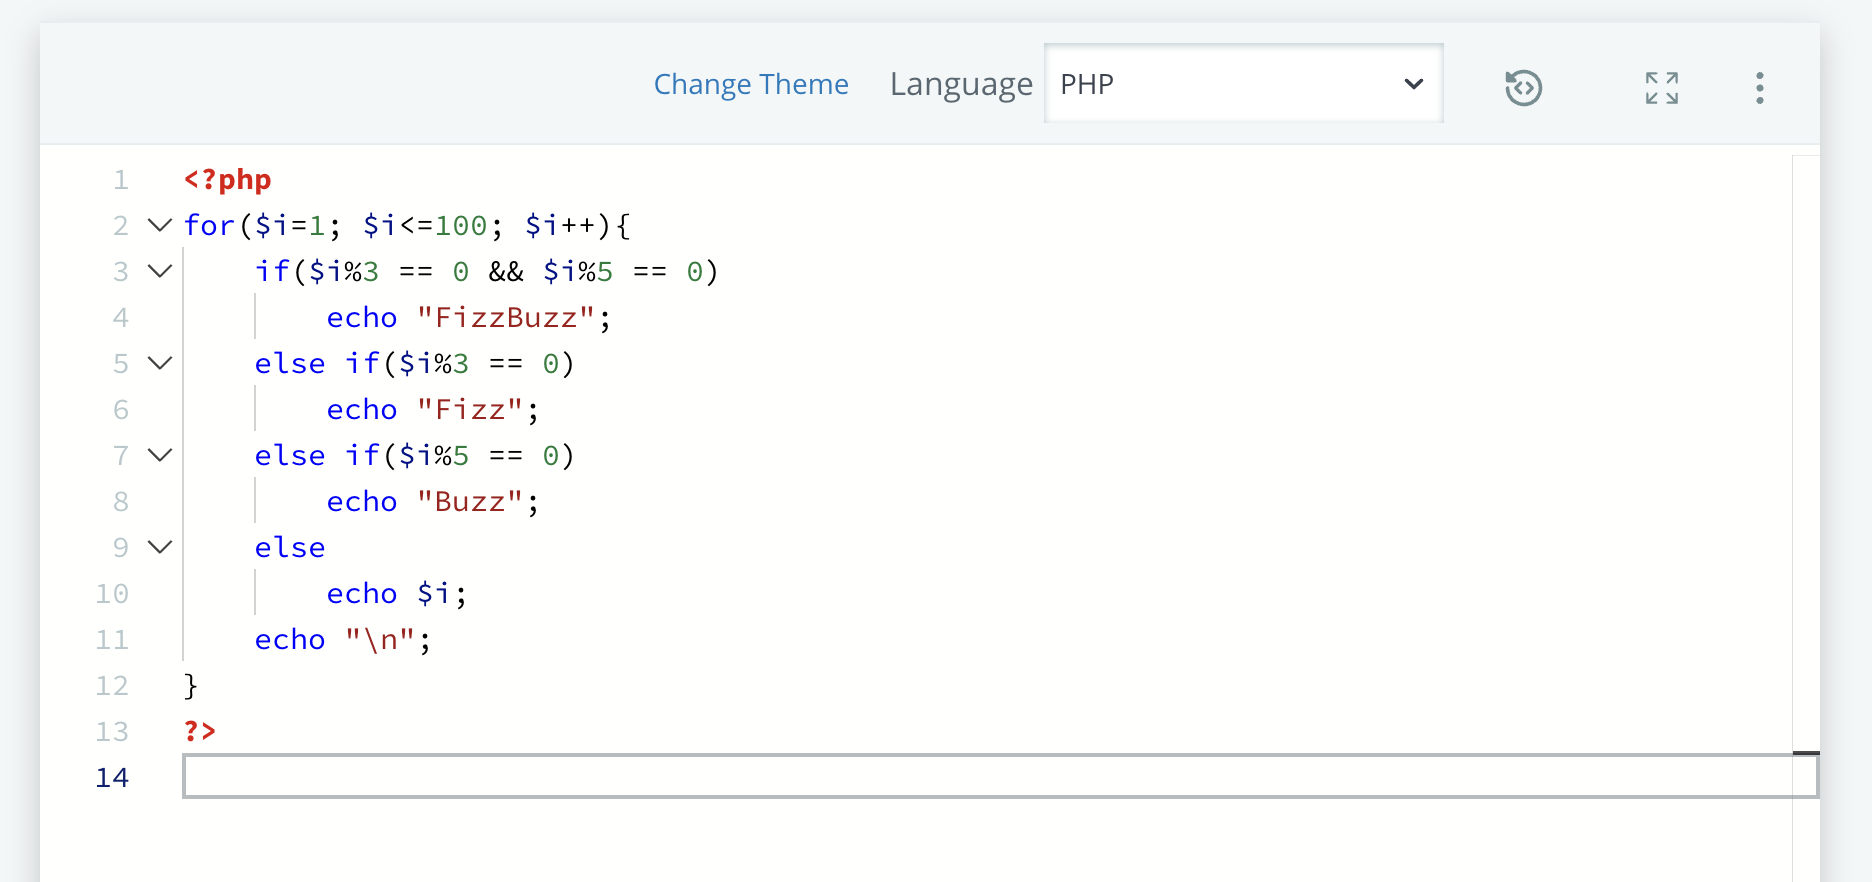 Change Theme Language PHP
1 <?php
2 for($i=1; $i<=100; $i++){
3     if($i%3 == 0 && $i%5 == 0)
4         echo "FizzBuzz";
5     else if($i%3 == 0)
6         echo "Fizz";
7     else if($i%5 == 0)
8         echo "Buzz";
9     else
10         echo $i;
11     echo "\n";
12 }
13 ?>
14